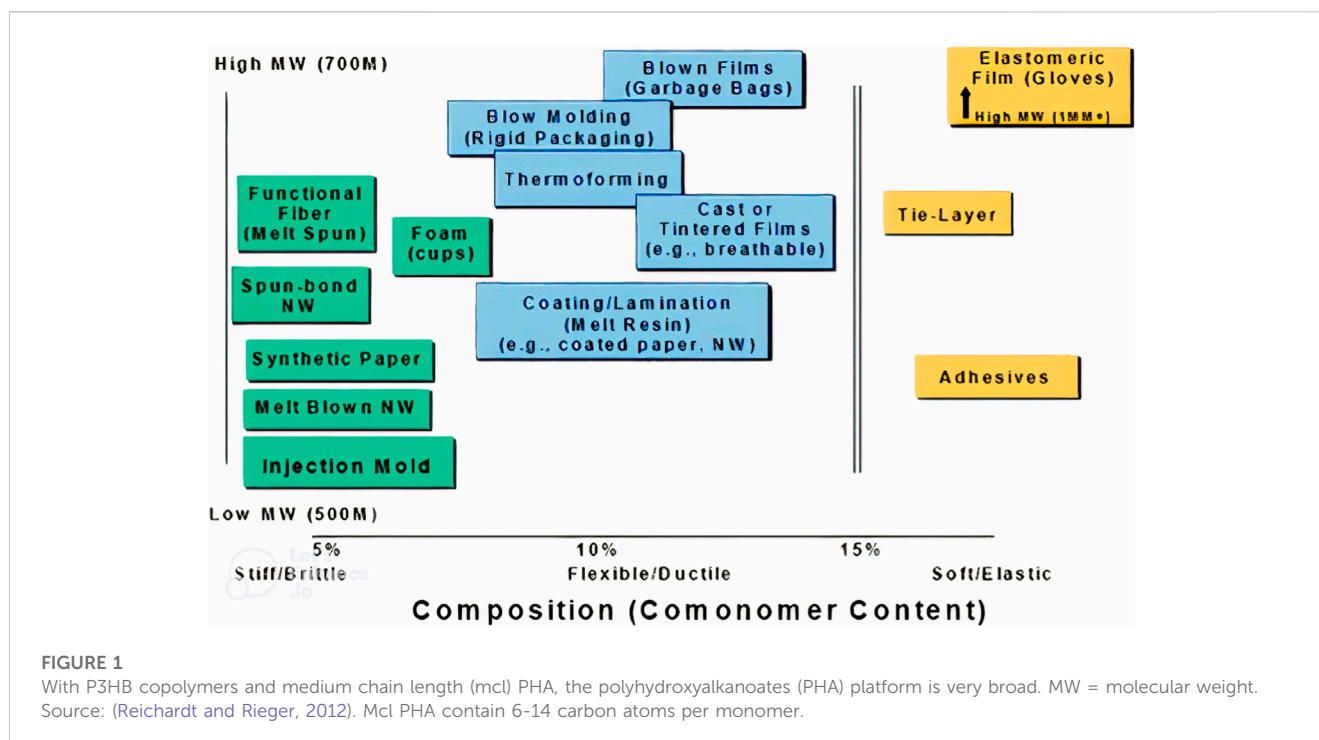 High MW (700M)
Blown Films
(Garbage Bags)
Elastomeric
Film (Gloves)
High MW (1MM+)
Blow Molding
(Rigid Packaging)
Thermoforming
Functional
Fiber
(Melt Spun)
Foam
(cups)
Cast or
Tintered Films
(e.g., breathable)
Tie-Layer
Spun-bond
NW
Coating/Lamination
(Melt Resin)
(e.g., coated paper, NW)
Synthetic Paper
Adhesives
Melt Blown NW
Injection Mold
Low MW (500M)
5%
10%
15%
Stiff/Brittle
Flexible/Ductile
Soft/Elastic
Composition (Comonomer Content)
FIGURE 1
With P3HB copolymers and medium chain length (mcl) PHA, the polyhydroxyalkanoates (PHA) platform is very broad. MW = molecular weight.
Source: (Reichardt and Rieger, 2012). Mcl PHA contain 6-14 carbon atoms per monomer.